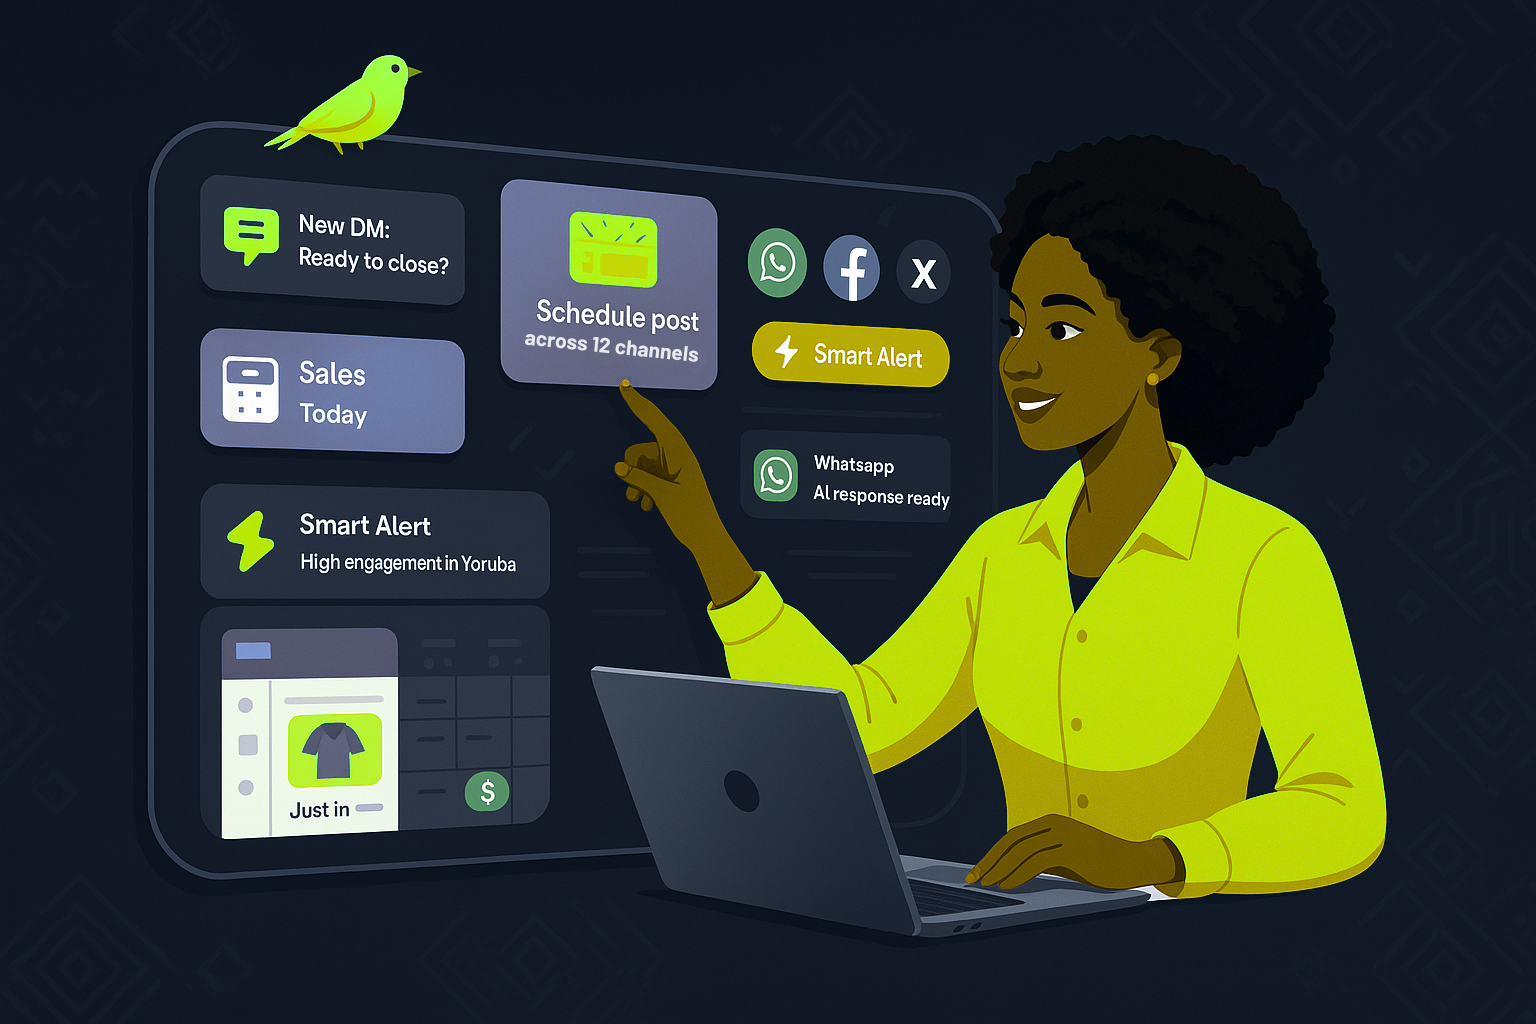 New DM:
Ready to close?
Sales
Today
Smart Alert
High engagement in Yoruba
Just in
$
Schedule post
across 12 channels
f
X
Smart Alert
Whatsapp
AI response ready